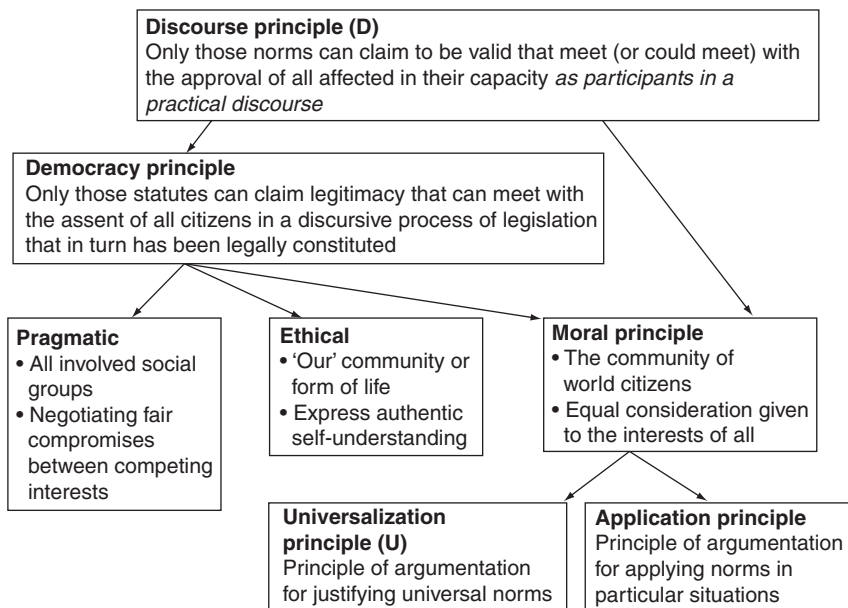 Discourse principle (D)
Only those norms can claim to be valid that meet (or could meet) with
the approval of all affected in their capacity as participants in a
practical discourse
Democracy principle
Only those statutes can claim legitimacy that can meet with
the assent of all citizens in a discursive process of legislation
that in turn has been legally constituted
Pragmatic
• All involved social
groups
• Negotiating fair
compromises
between competing
interests
Ethical
• ‘Our’ community or
form of life
• Express authentic
self-understanding
Moral principle
• The community of
world citizens
• Equal consideration given
to the interests of all
Universalization
principle (U)
Principle of argumentation
for justifying universal norms
Application principle
Principle of argumentation
for applying norms in
particular situations